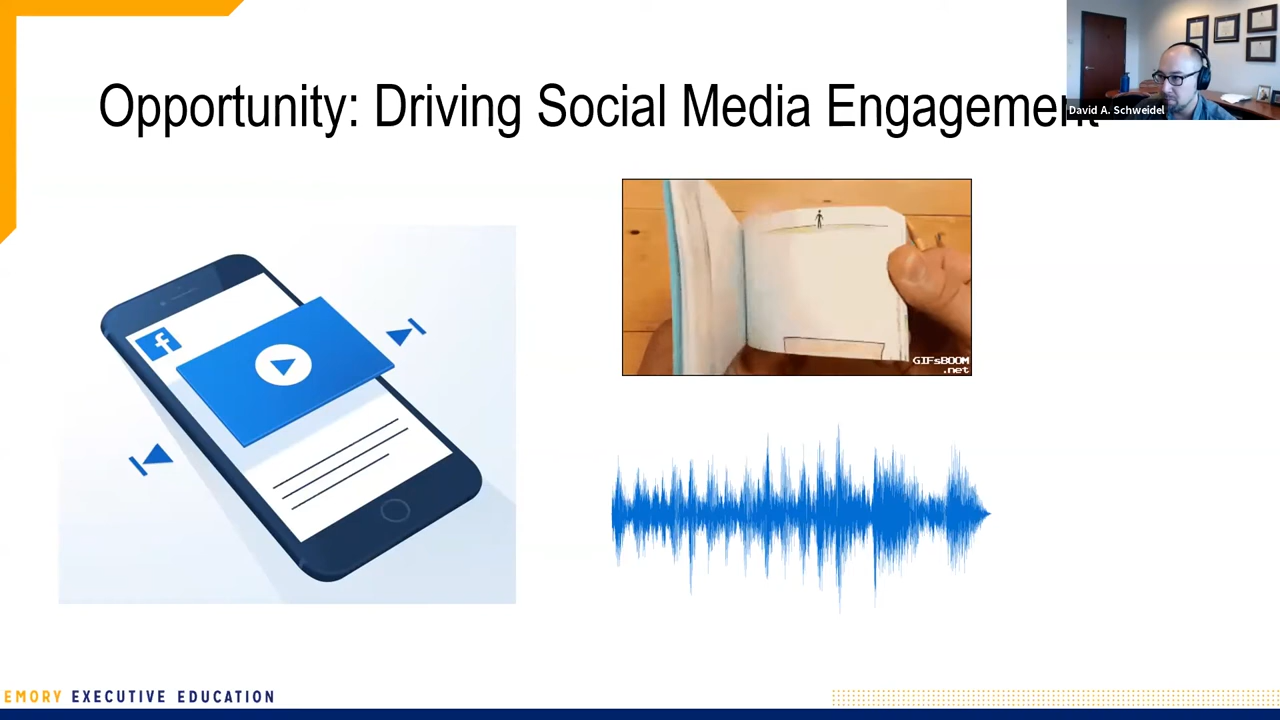 Opportunity: Driving Social Media Engagement
David A. Schweidel
f
GIFsBOOM
.net
EMORY EXECUTIVE EDUCATION